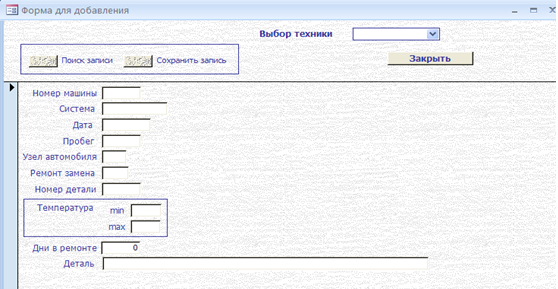 Форма для добавления
Выбор техники
Поиск записи Сохранить запись
Закрыть
Номер машины
Система
Дата
Пробег
Узел автомобиля
Ремонт замена
Номер детали
Температура min
max
Дни в ремонте 0
Деталь